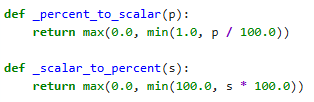 def _percent_to_scalar(p):
    return max(0.0, min(1.0, p / 100.0))

def _scalar_to_percent(s):
    return max(0.0, min(100.0, s * 100.0))